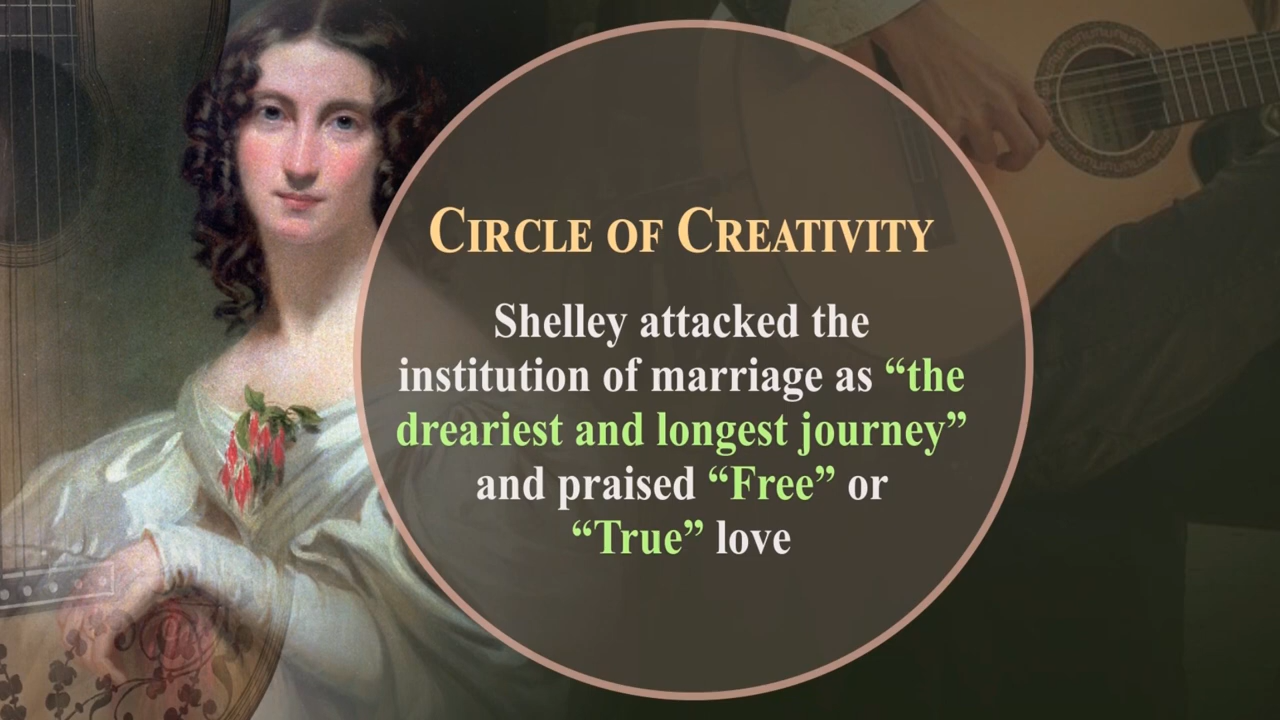 CIRCLE OF CREATIVITY
Shelley attacked the
institution of marriage as “the
dreariest and longest journey”
and praised “Free” or
“True” love